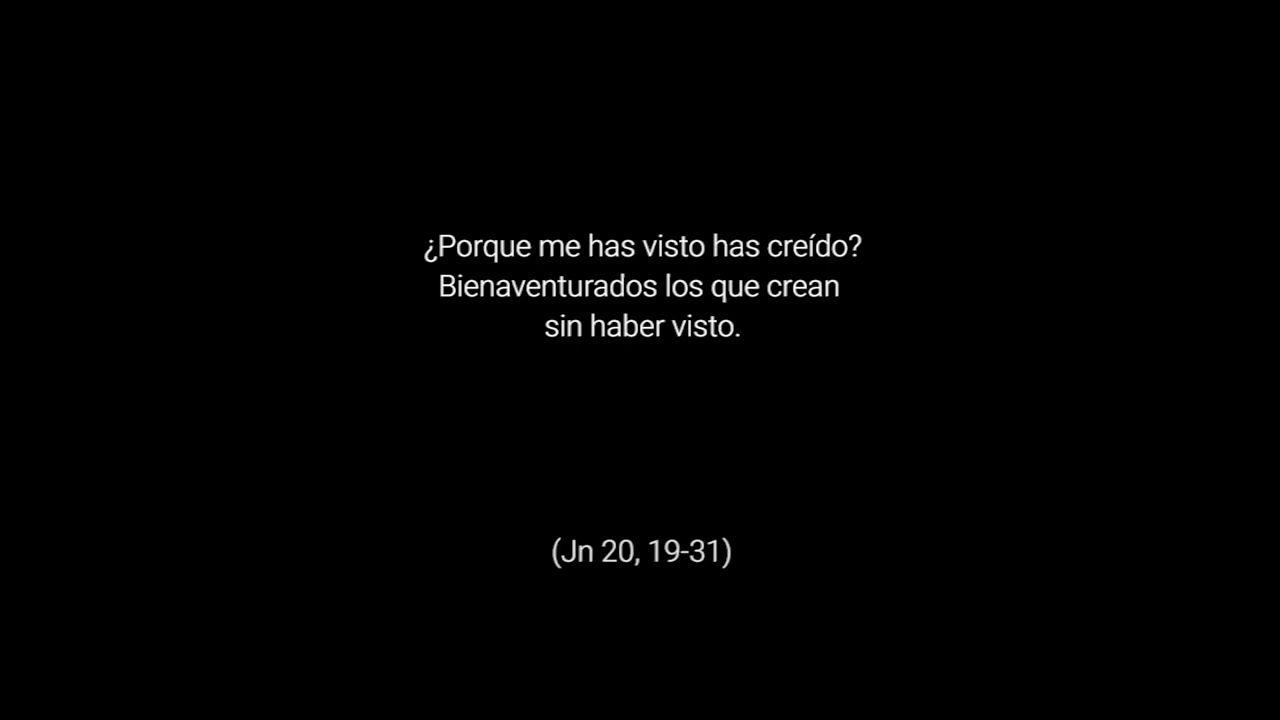 ¿Porque me has visto has creído?
Bienaventurados los que crean
sin haber visto.
(Jn 20, 19-31)